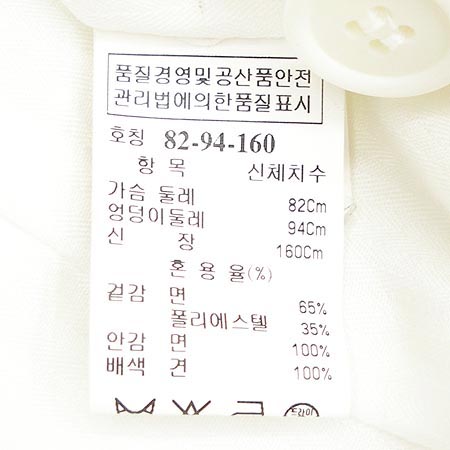 품질경영및공산품안전
관리법에의한품질표시
호칭 82-94-160
항 목 신체치수
가슴 둘레 82Cm
엉덩이둘레 94Cm
신 장 160Cm
혼 용 율(%)
겉감 면 65%
폴리에스텔 35%
안감 면 100%
배색 견 100%
드라이